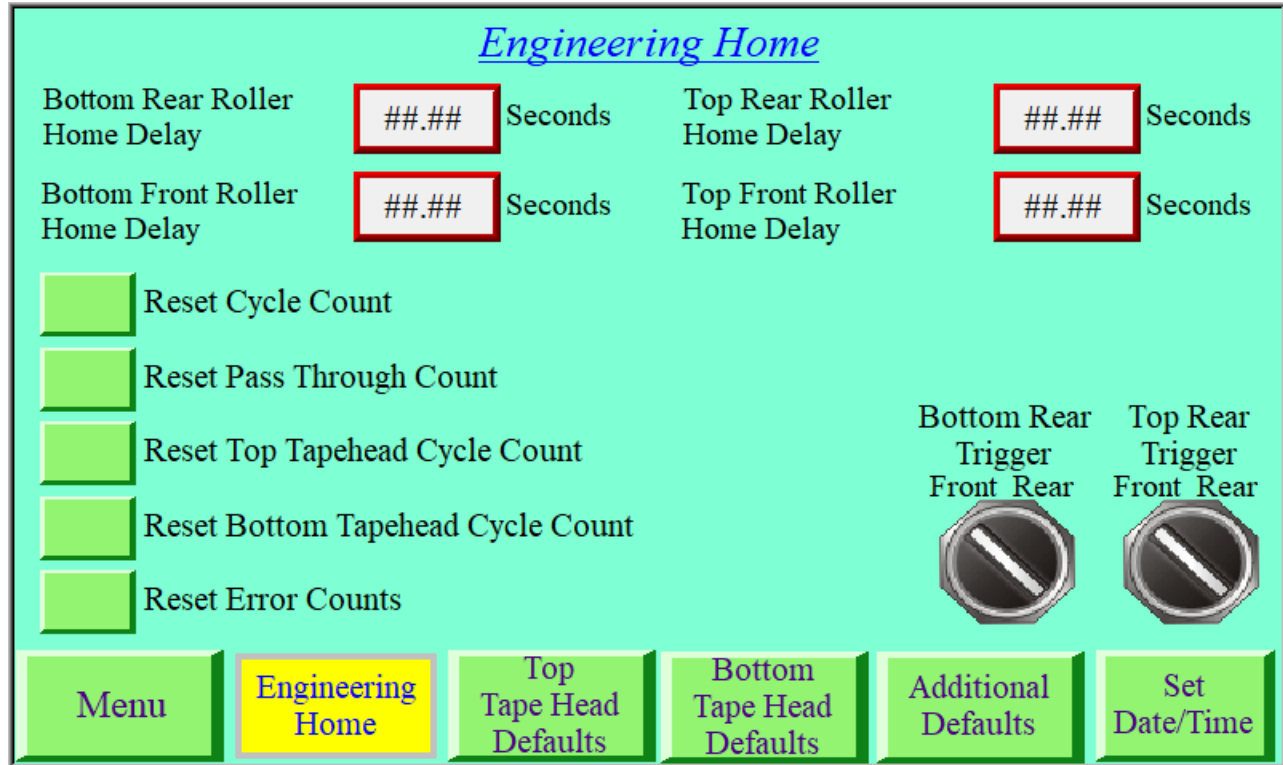 Engineering Home
Bottom Rear Roller
Home Delay
##.##
Seconds
Top Rear Roller
Home Delay
##.##
Seconds
Bottom Front Roller
Home Delay
##.##
Seconds
Top Front Roller
Home Delay
##.##
Seconds
Reset Cycle Count
Reset Pass Through Count
Reset Top Tapehead Cycle Count
Reset Bottom Tapehead Cycle Count
Reset Error Counts
Bottom Rear
Trigger
Front Rear
Top Rear
Trigger
Front Rear
Menu
Engineering
Home
Top
Tape Head
Defaults
Bottom
Tape Head
Defaults
Additional
Defaults
Set
Date/Time